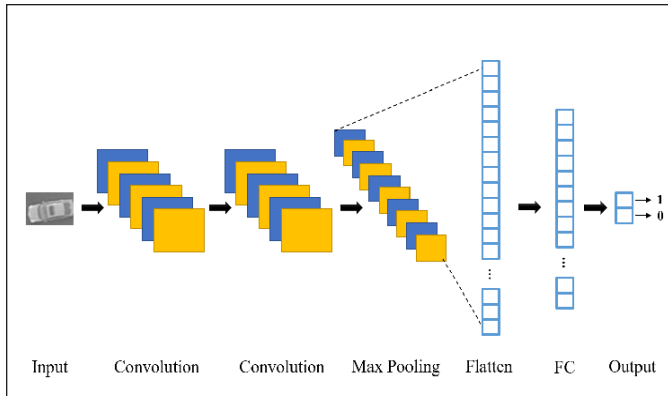 1
0
Input
Convolution
Convolution
Max Pooling
Flatten
FC
Output